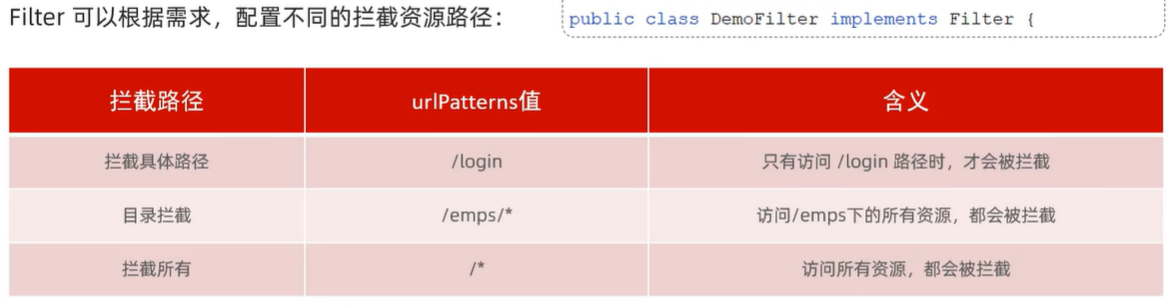 Filter 可以根据需求，配置不同的拦截资源路径：
public class DemoFilter implements Filter {
拦截路径 urlPatterns值 含义
拦截具体路径 /login 只有访问 /login 路径时，才会被拦截
目录拦截 /emps/* 访问/emps下的所有资源，都会被拦截
拦截所有 /* 访问所有资源，都会被拦截